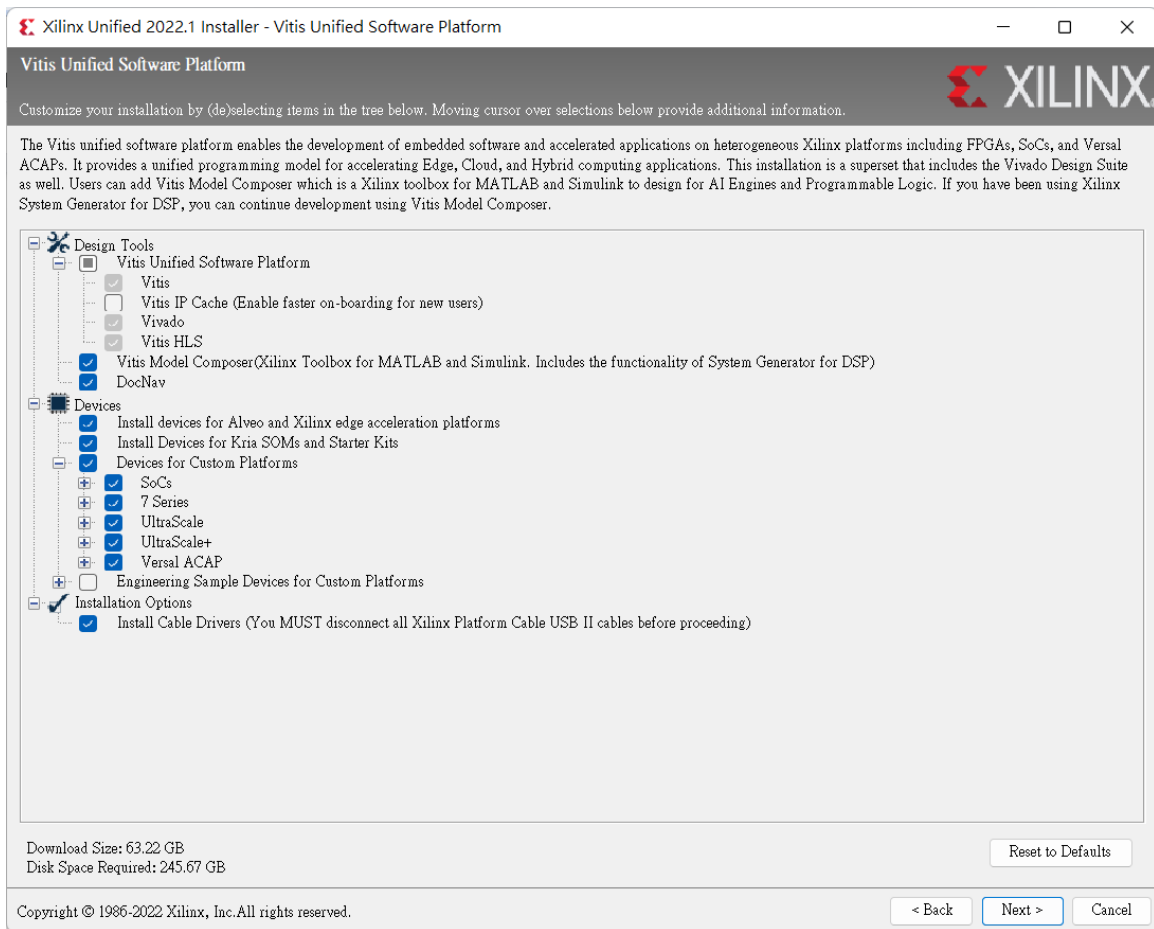 Xilinx Unified 2022.1 Installer - Vitis Unified Software Platform
Vitis Unified Software Platform
XILINX.
Customize your installation by (de)selecting items in the tree below. Moving cursor over selections below provide additional information.
The Vitis unified software platform enables the development of embedded software and accelerated applications on heterogeneous Xilinx platforms including FPGAs, SoCs, and Versal
ACAPs. It provides a unified programming model for accelerating Edge, Cloud, and Hybrid computing applications. This installation is a superset that includes the Vivado Design Suite
as well. Users can add Vitis Model Composer which is a Xilinx toolbox for MATLAB and Simulink to design for AI Engines and Programmable Logic. If you have been using Xilinx
System Generator for DSP, you can continue development using Vitis Model Composer.
Design Tools
Vitis Unified Software Platform
Vitis
Vitis IP Cache (Enable faster on-boarding for new users)
Vivado
Vitis HLS
Vitis Model Composer(Xilinx Toolbox for MATLAB and Simulink. Includes the functionality of System Generator for DSP)
DocNav
Devices
Install devices for Alveo and Xilinx edge acceleration platforms
Install Devices for Kria SOMs and Starter Kits
Devices for Custom Platforms
SoCs
7 Series
UltraScale
UltraScale+
Versal ACAP
Engineering Sample Devices for Custom Platforms
Installation Options
Install Cable Drivers (You MUST disconnect all Xilinx Platform Cable USB II cables before proceeding)
Download Size: 63.22 GB
Disk Space Required: 245.67 GB
Reset to Defaults
Copyright © 1986-2022 Xilinx, Inc.All rights reserved.
< Back
Next >
Cancel